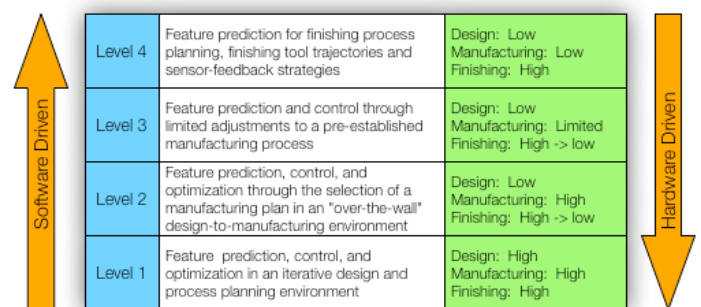 Software Driven
Level 4
Feature prediction for finishing process
planning, finishing tool trajectories and
sensor-feedback strategies
Design: Low
Manufacturing: Low
Finishing: High
Level 3
Feature prediction and control through
limited adjustments to a pre-established
manufacturing process
Design: Low
Manufacturing: Limited
Finishing: High -> low
Level 2
Feature prediction, control, and
optimization through the selection of a
manufacturing plan in an "over-the-wall"
design-to-manufacturing environment
Design: Low
Manufacturing: High
Finishing: High -> low
Level 1
Feature prediction, control, and
optimization in an iterative design and
process planning environment
Design: High
Manufacturing: High
Finishing: High
Hardware Driven